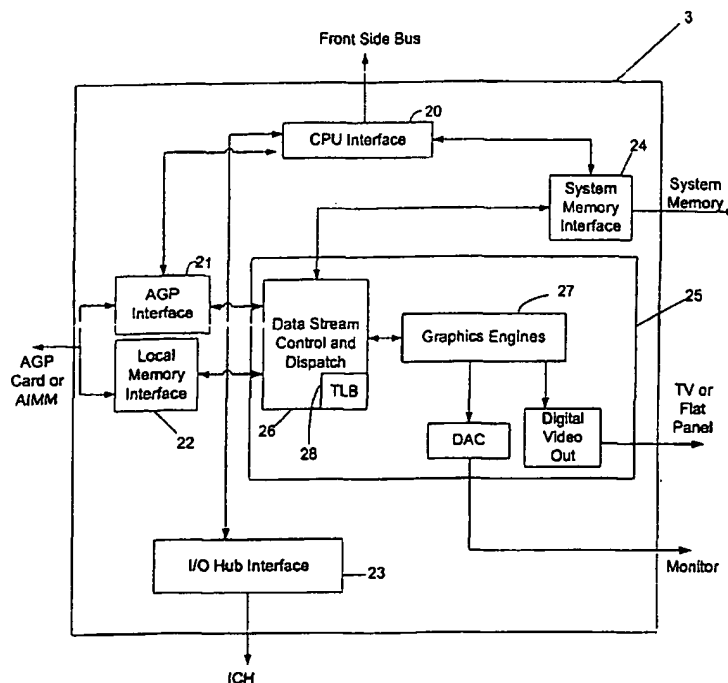 Front Side Bus
3
20
CPU Interface
24
System
Memory
Interface
System
Memory
21
AGP
Interface
AGP
Card or
AIMM
Local
Memory
Interface
22
25
Data Stream
Control and
Dispatch
TLB
26
28
27
Graphics Engines
DAC
Digital
Video
Out
TV or
Flat
Panel
Monitor
I/O Hub Interface
23
ICH